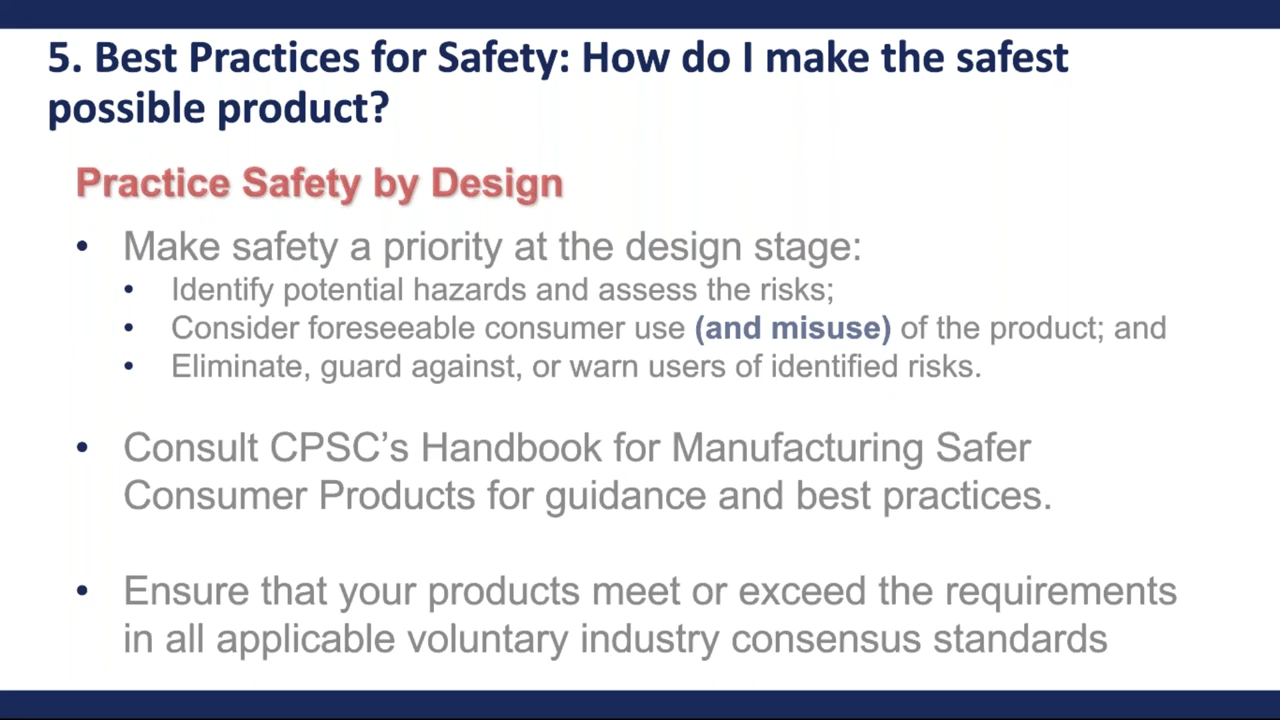 5. Best Practices for Safety: How do I make the safest
possible product?
Practice Safety by Design
• Make safety a priority at the design stage:
• Identify potential hazards and assess the risks;
• Consider foreseeable consumer use (and misuse) of the product; and
• Eliminate, guard against, or warn users of identified risks.
• Consult CPSC’s Handbook for Manufacturing Safer
Consumer Products for guidance and best practices.
• Ensure that your products meet or exceed the requirements
in all applicable voluntary industry consensus standards